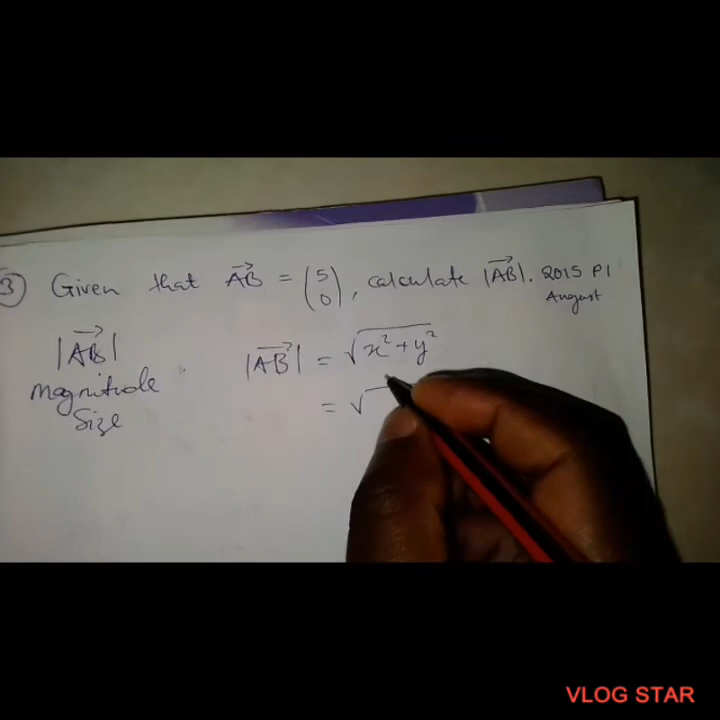 3 Given that AB→ = (5 0), calculate |AB→|. 2015 P1
August
|AB→|
Magnitude
Size
|AB→| = √x²+y²
= √
VLOG STAR